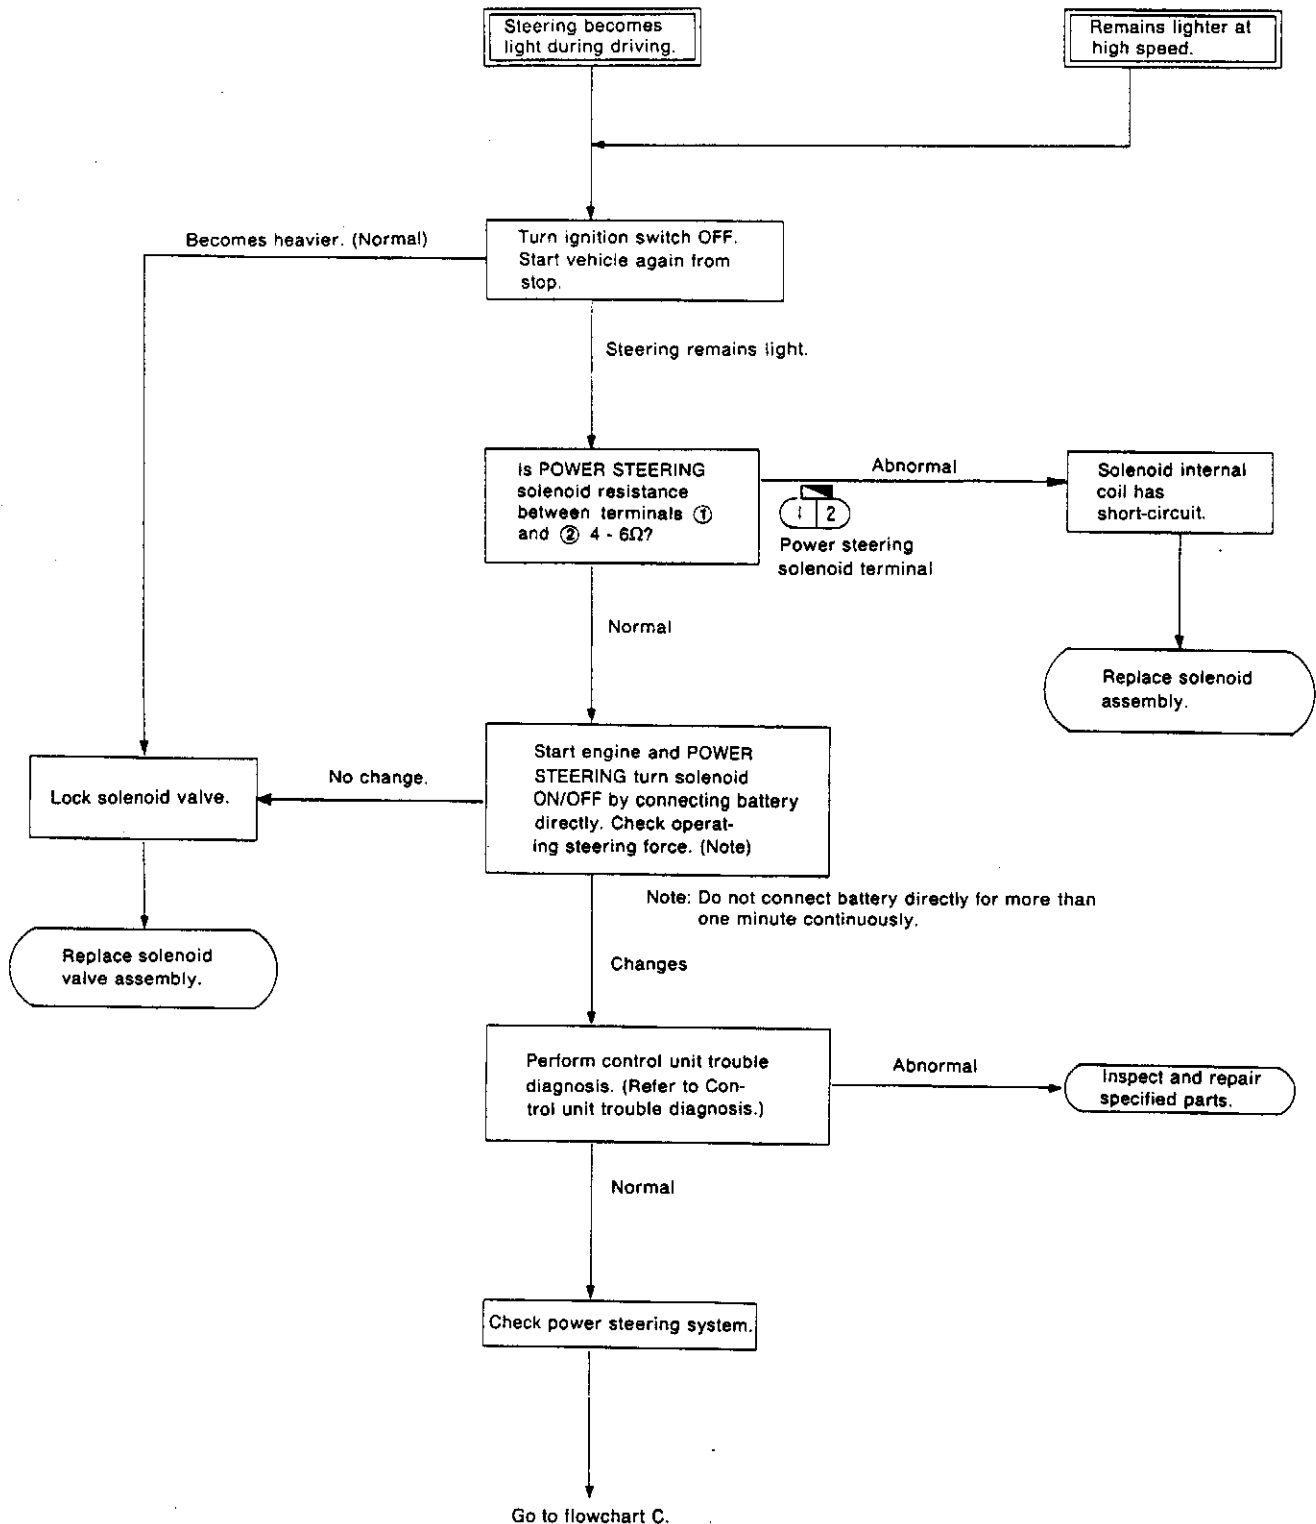 Steering becomes
light during driving.
Remains lighter at
high speed.
Becomes heavier. (Normal)
Turn ignition switch OFF.
Start vehicle again from
stop.
Steering remains light.
Is POWER STEERING
solenoid resistance
between terminals ①
and ② 4 - 6Ω?
Abnormal
1 2
Power steering
solenoid terminal
Solenoid internal
coil has
short-circuit.
Normal
Replace solenoid
assembly.
Start engine and POWER
STEERING turn solenoid
ON/OFF by connecting battery
directly. Check operat-
ing steering force. (Note)
No change.
Lock solenoid valve.
Note: Do not connect battery directly for more than
one minute continuously.
Replace solenoid
valve assembly.
Changes
Perform control unit trouble
diagnosis. (Refer to Con-
trol unit trouble diagnosis.)
Abnormal
Inspect and repair
specified parts.
Normal
Check power steering system.
Go to flowchart C.